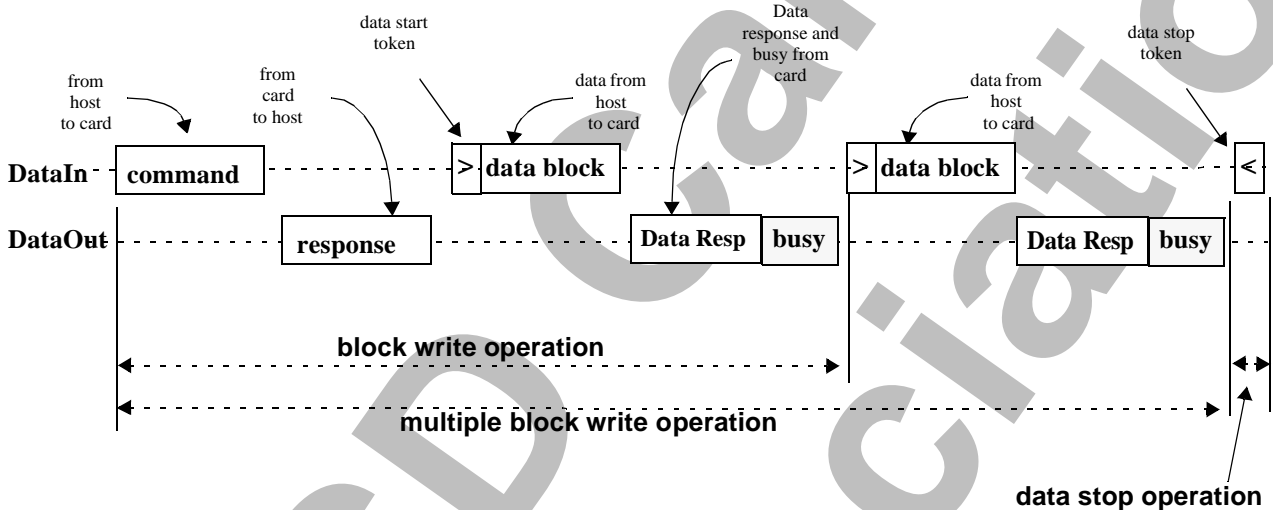 data start
token
Data
response and
busy from
card
data stop
token
from
host
to card
from
card
to host
data from
host
to card
data from
host
to card
DataIn
command
> data block
> data block
<
DataOut
response
Data Resp busy
Data Resp busy
block write operation
multiple block write operation
data stop operation